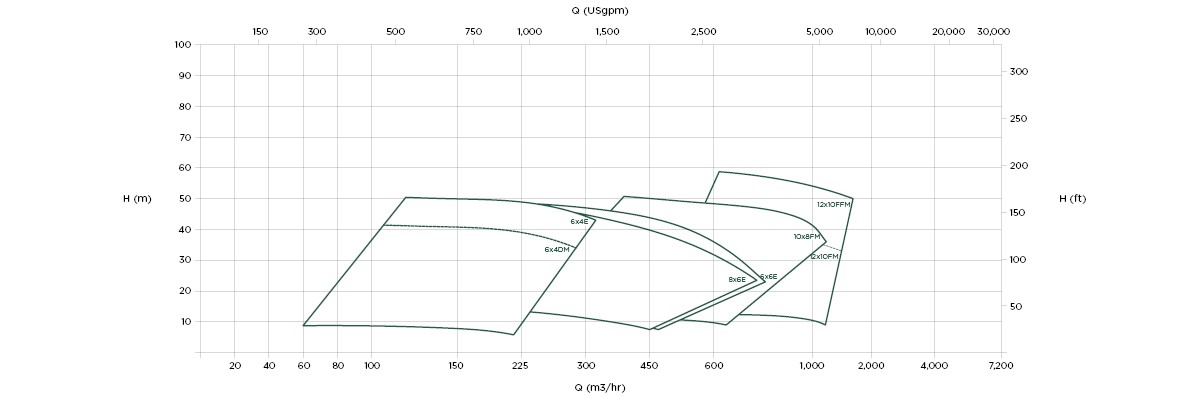 Q (USgpm)
150 300 500 750 1,000 1,500 2,500 5,000 10,000 20,000 30,000
100
90
80
70
60
50
40
30
20
10
H (m)
300
250
200
150
100
50
H (ft)
12x10FFM
6x4E
10x8FM
6x4DM
12x10FM
8x6E
6x6E
20 40 60 80 100 150 225 300 450 600 1,000 2,000 4,000 7,200
Q (m3/hr)